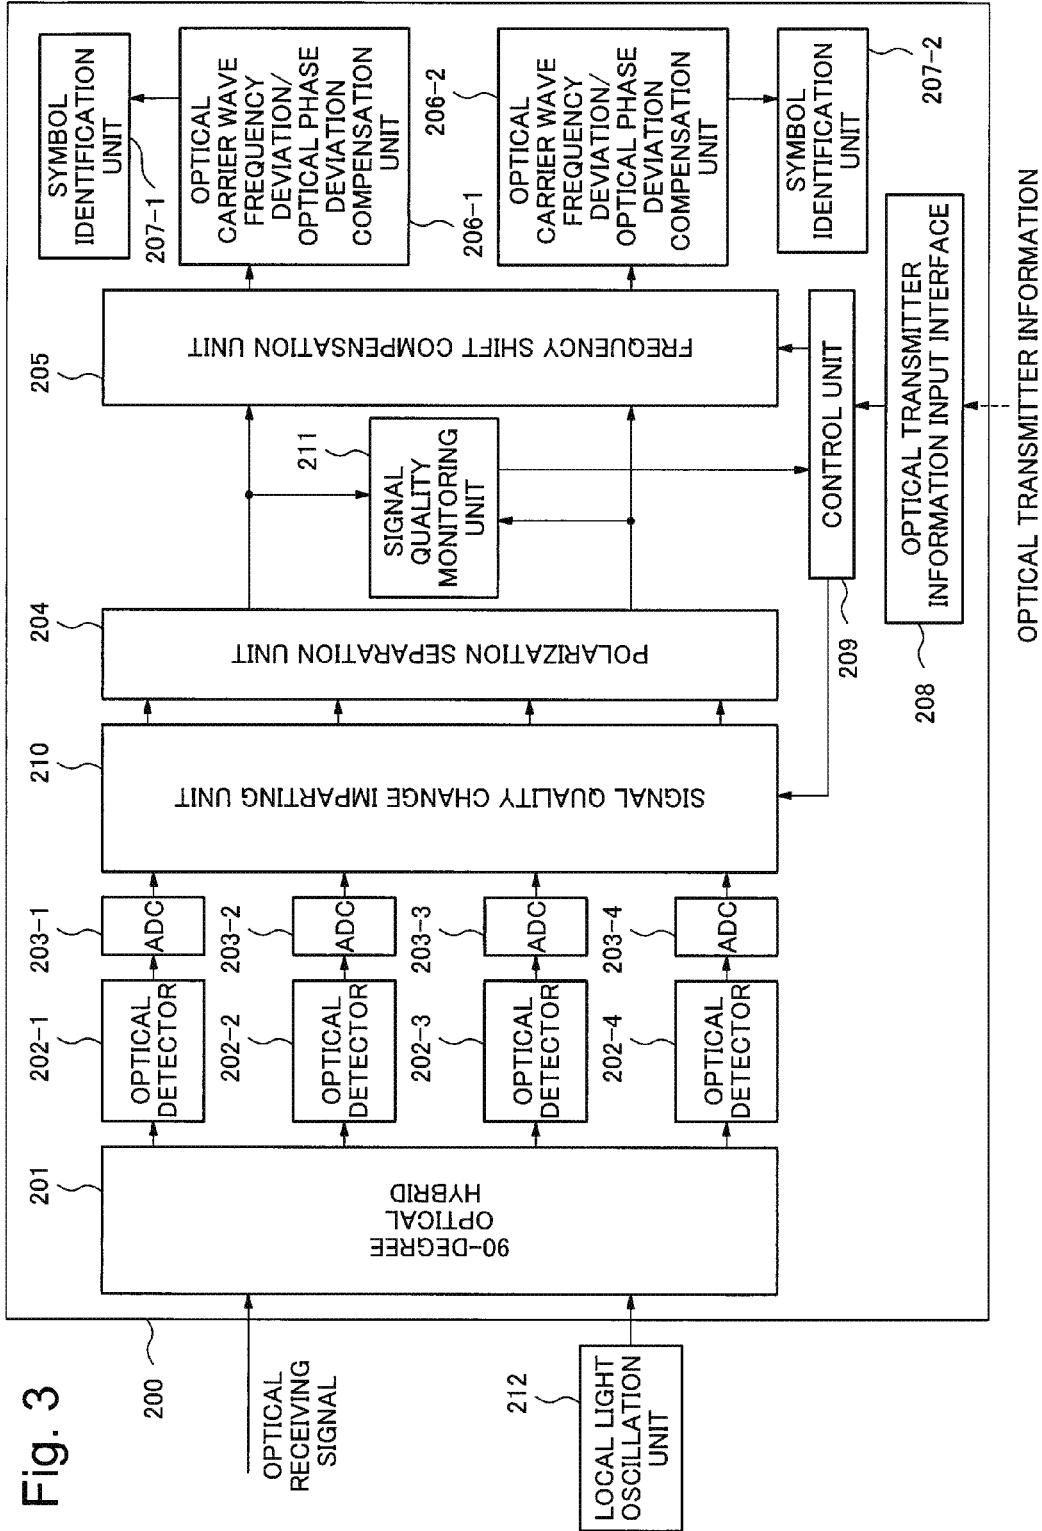 Fig. 3
200
OPTICAL
RECEIVING
SIGNAL
212
LOCAL LIGHT
OSCILLATION
UNIT
201
90-DEGREE
OPTICAL
HYBRID
202-1
OPTICAL
DETECTOR
202-2
OPTICAL
DETECTOR
202-3
OPTICAL
DETECTOR
202-4
OPTICAL
DETECTOR
203-1
ADC
203-2
ADC
203-3
ADC
203-4
ADC
210
SIGNAL QUALITY CHANGE IMPARTING UNIT
204
POLARIZATION SEPARATION UNIT
211
SIGNAL
QUALITY
MONITORING
UNIT
205
FREQUENCY SHIFT COMPENSATION UNIT
209
CONTROL UNIT
208
OPTICAL TRANSMITTER
INFORMATION INPUT INTERFACE
OPTICAL TRANSMITTER INFORMATION
206-1
OPTICAL
CARRIER WAVE
FREQUENCY
DEVIATION/
OPTICAL PHASE
DEVIATION
COMPENSATION
UNIT
206-2
OPTICAL
CARRIER WAVE
FREQUENCY
DEVIATION/
OPTICAL PHASE
DEVIATION
COMPENSATION
UNIT
207-1
SYMBOL
IDENTIFICATION
UNIT
207-2
SYMBOL
IDENTIFICATION
UNIT